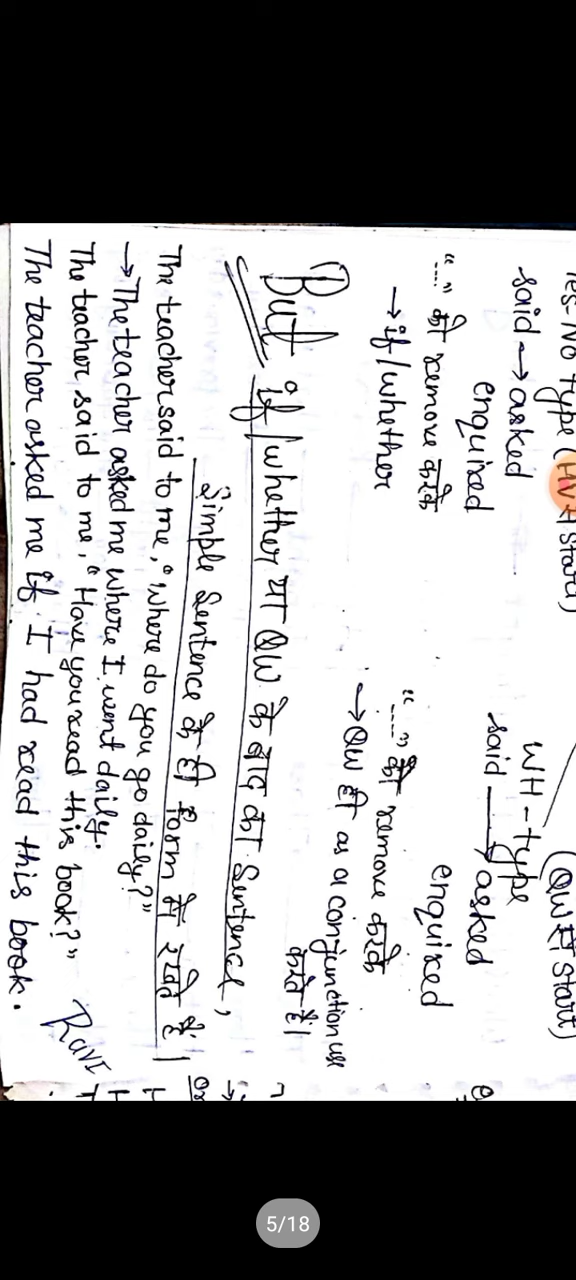 Yes-No type (HV से start)
WH-type (QW से start)
said → asked
enquired
said → asked
enquired
"....." को remove करके
→ if/whether
"....." को remove करके
→ QW ही as a conjunction use करते हैं।
But if/whether या QW के बाद का sentence,
Simple sentence के ही form में रखते हैं।
The teacher said to me, "Where do you go daily?"
→ The teacher asked me where I went daily.
The teacher said to me, "Have you read this book?"
The teacher asked me if I had read this book.
RAVI
5/18